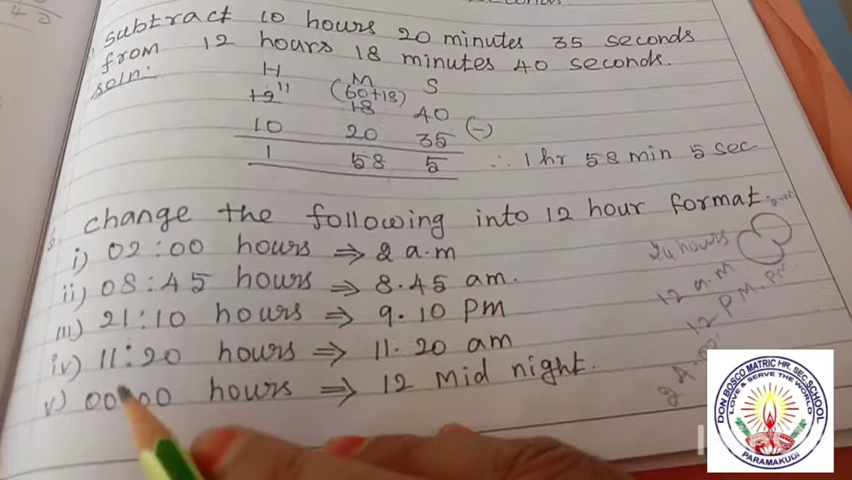 subtract 10 hours 20 minutes 35 seconds
from 12 hours 18 minutes 40 seconds.
soln:
H M S
12 11 (60+18)
18 40
10 20 35 (-)
1 58 5 ∴ 1 hr 58 min 5 sec
change the following into 12 hour format.
i) 02:00 hours ⇒ 2 a.m
ii) 08:45 hours ⇒ 8.45 am.
iii) 21:10 hours ⇒ 9.10 PM
iv) 11:20 hours ⇒ 11.20 am
v) 00:00 hours ⇒ 12 Mid night.
a.m
24 hours
12 a.m
12 PM. PM
DON BOSCO MATRIC HR. SEC SCHOOL
LOVE & SERVE THE WORLD
PARAMAKUDI